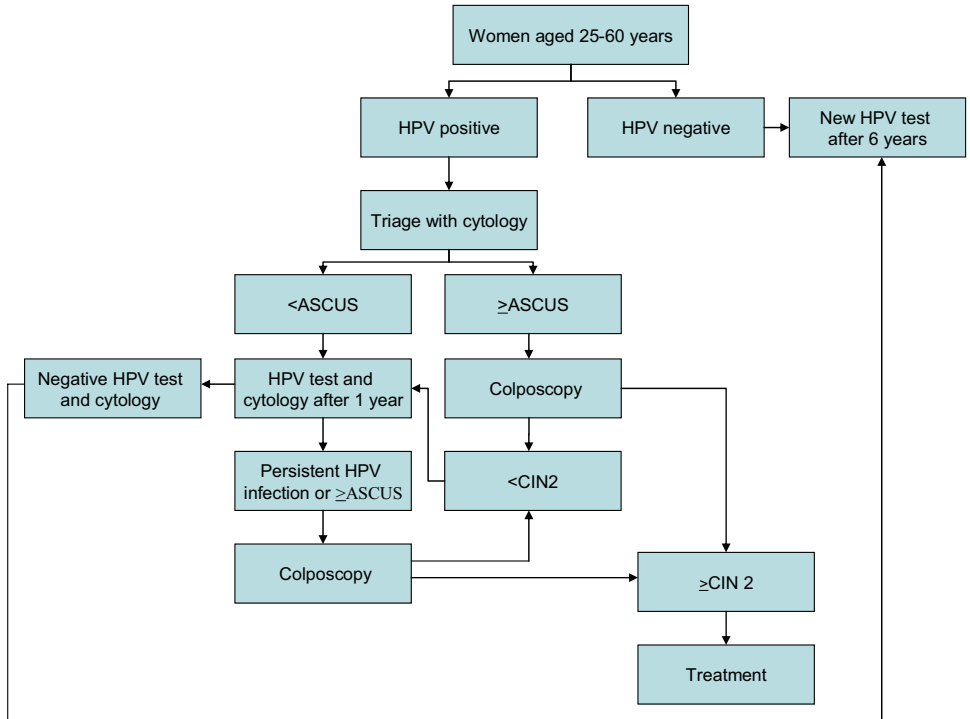 Women aged 25-60 years
HPV positive
HPV negative
New HPV test
after 6 years
Triage with cytology
<ASCUS
≥ASCUS
Negative HPV test
and cytology
HPV test and
cytology after 1 year
Colposcopy
Persistent HPV
infection or ≥ASCUS
<CIN2
Colposcopy
≥CIN 2
Treatment